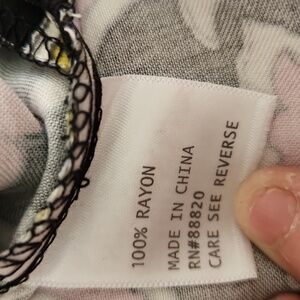 100% RAYON
MADE IN CHINA
RN#88820
CARE SEE REVERSE